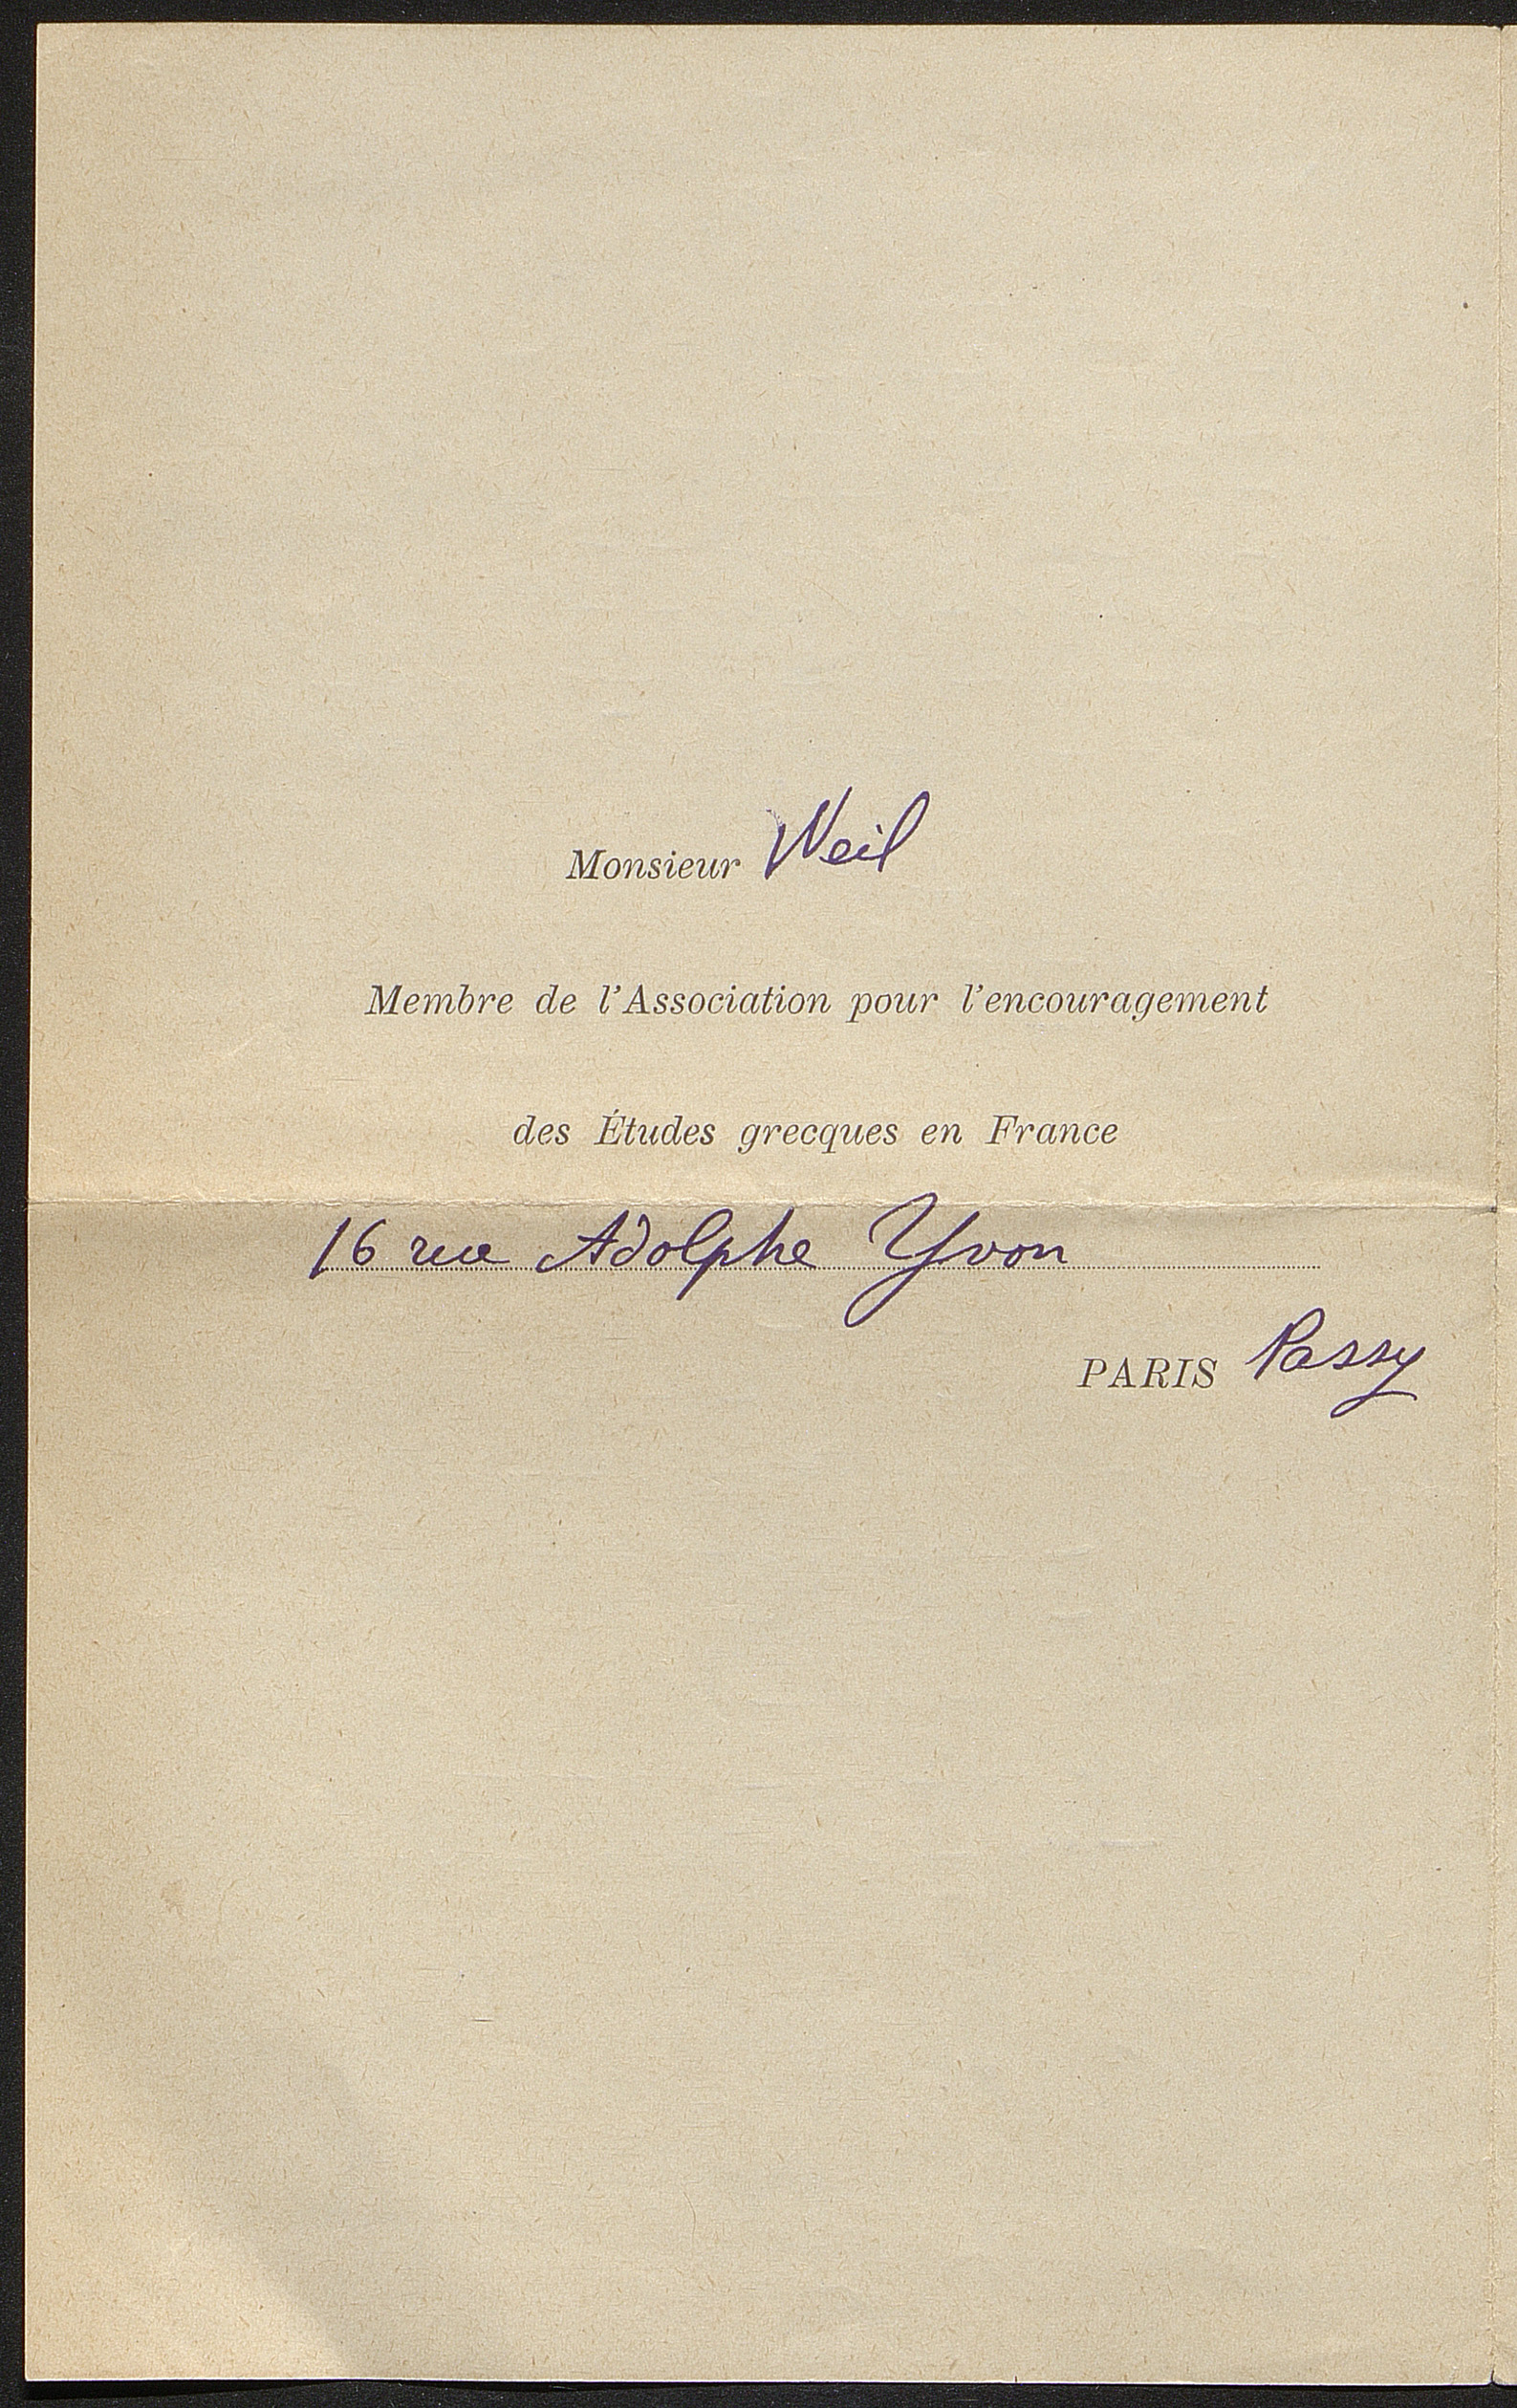 Monsieur Weil
Membre de l'Association pour l'encouragement
des Études grecques en France
16 rue Adolphe Yvon
PARIS Passy